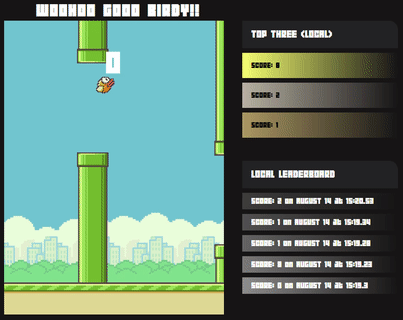 WOOHOO GOOD BIRDY!!
TOP THREE (LOCAL)
1
SCORE: 8
SCORE: 2
SCORE: 1
LOCAL LEADERBOARD
SCORE: 2 on AUGUST 14 at 15:20.53
SCORE: 1 on AUGUST 14 at 15:19.34
SCORE: 1 on AUGUST 14 at 15:19.28
SCORE: 0 on AUGUST 14 at 15:19.23
SCORE: 0 on AUGUST 14 at 15:19.3